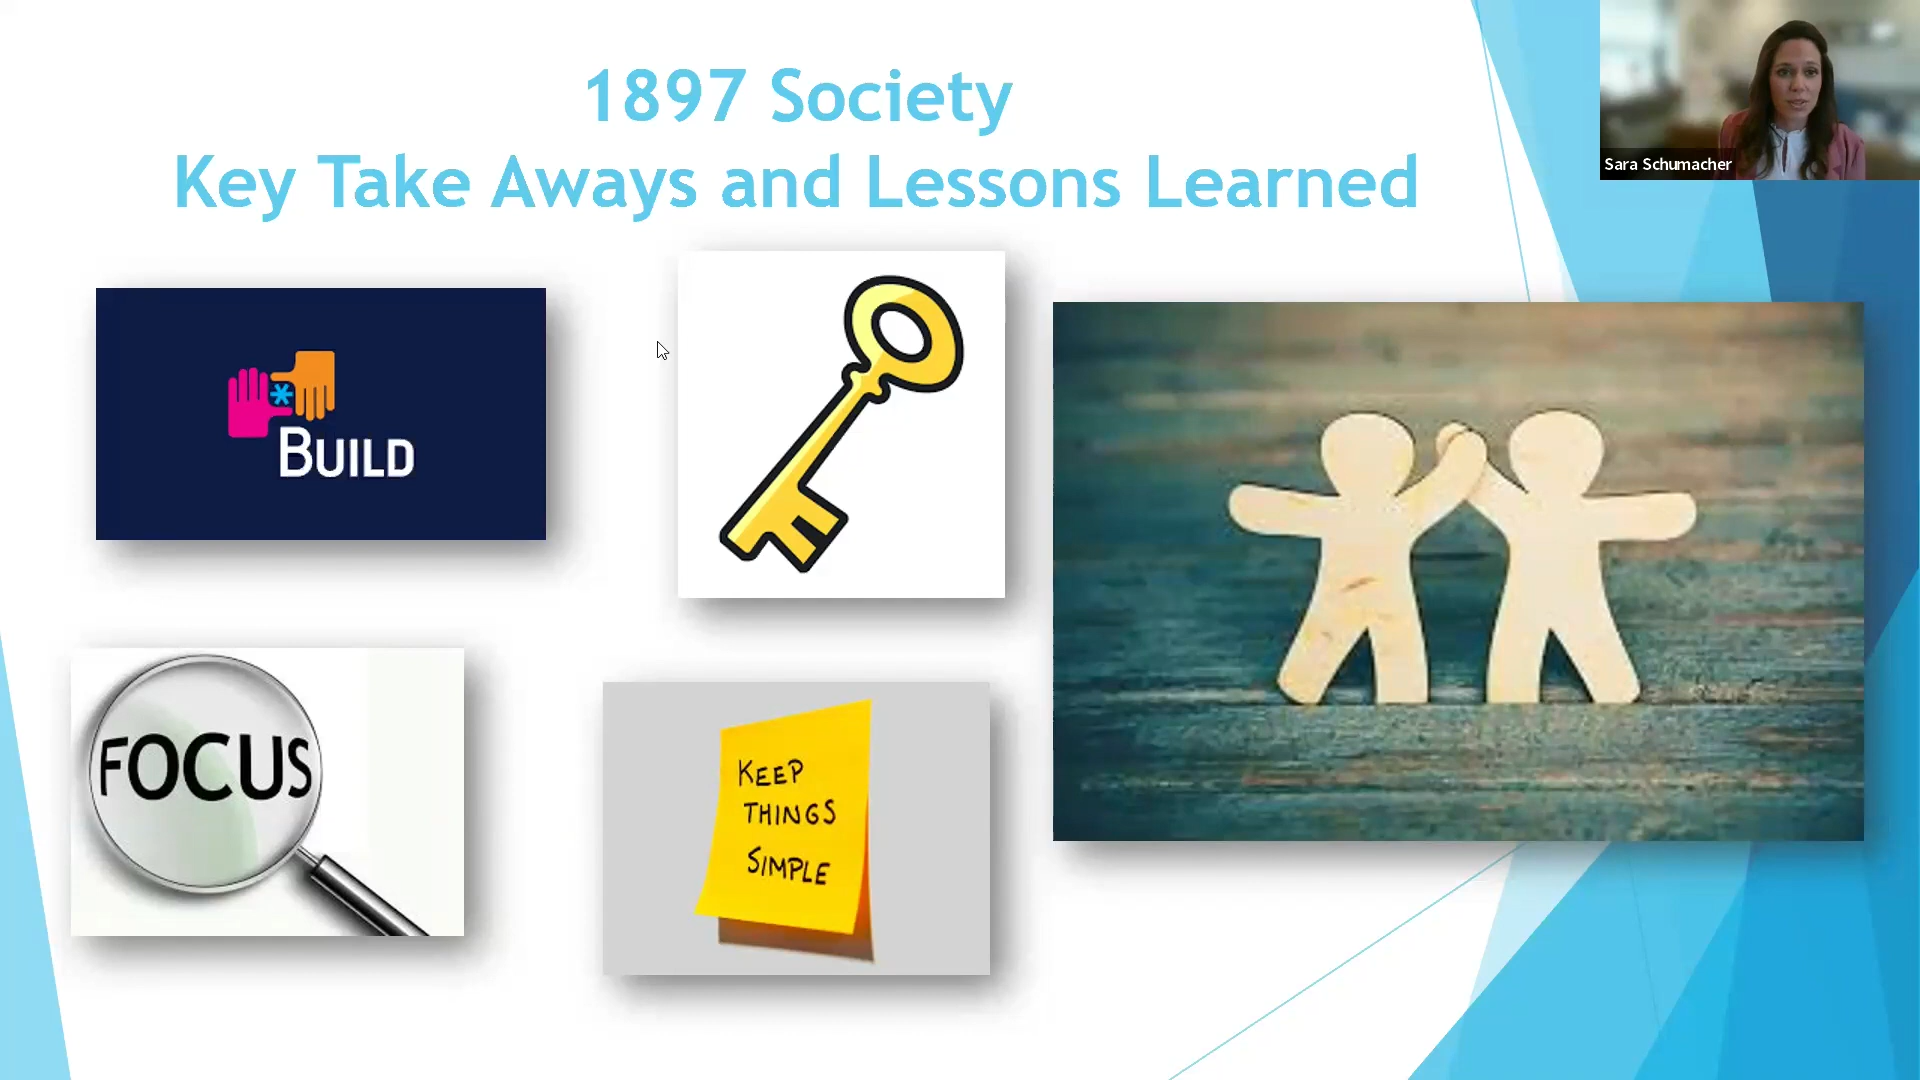 1897 Society
Key Take Aways and Lessons Learned
Sara Schumacher
BUILD
FOCUS
KEEP
THINGS
SIMPLE